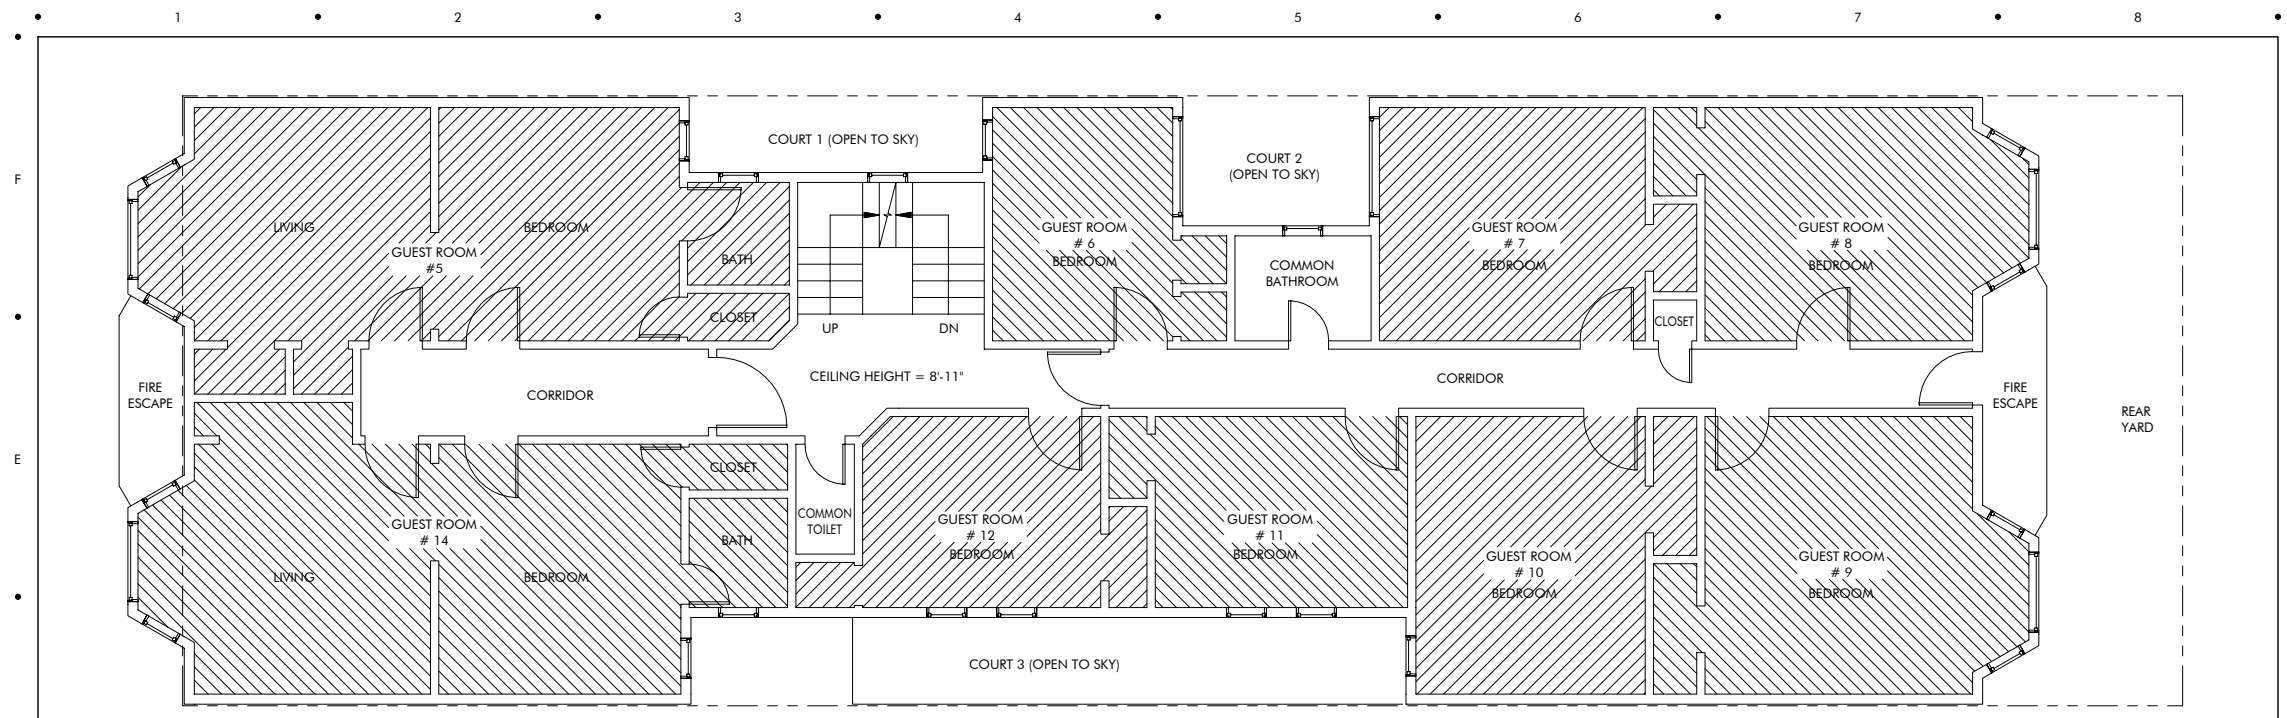 1 2 3 4 5 6 7 8
COURT 1 (OPEN TO SKY)
COURT 2
(OPEN TO SKY)
F
LIVING
BEDROOM
GUEST ROOM
#5
BATH
CLOSET
UP
DN
GUEST ROOM
# 6
BEDROOM
COMMON
BATHROOM
GUEST ROOM
# 7
BEDROOM
CLOSET
GUEST ROOM
# 8
BEDROOM
FIRE
ESCAPE
CORRIDOR
CEILING HEIGHT = 8'-11"
CORRIDOR
FIRE
ESCAPE
REAR
YARD
E
CLOSET
GUEST ROOM
# 14
BATH
LIVING
BEDROOM
COMMON
TOILET
GUEST ROOM
# 12
BEDROOM
GUEST ROOM
# 11
BEDROOM
GUEST ROOM
# 10
BEDROOM
GUEST ROOM
# 9
BEDROOM
COURT 3 (OPEN TO SKY)